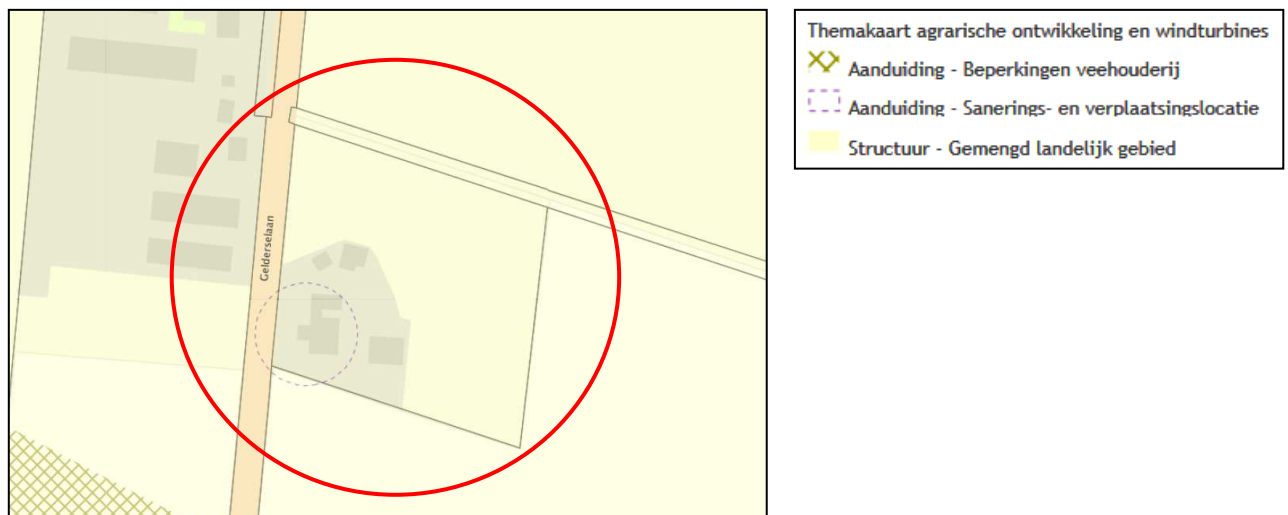 Gelderselaan
Themakaart agrarische ontwikkeling en windturbines
Aanduiding - Beperkingen veehouderij
Aanduiding - Sanerings- en verplaatsingslocatie
Structuur - Gemengd landelijk gebied